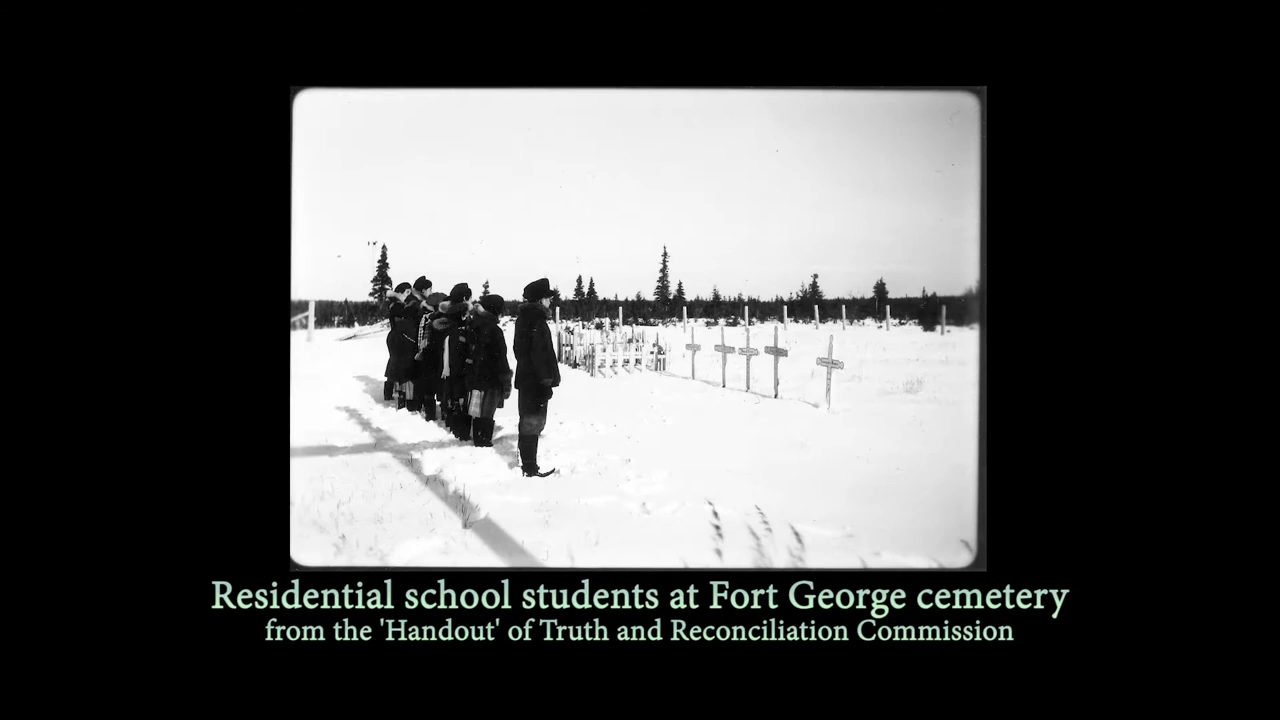 Residential school students at Fort George cemetery
from the 'Handout' of Truth and Reconciliation Commission